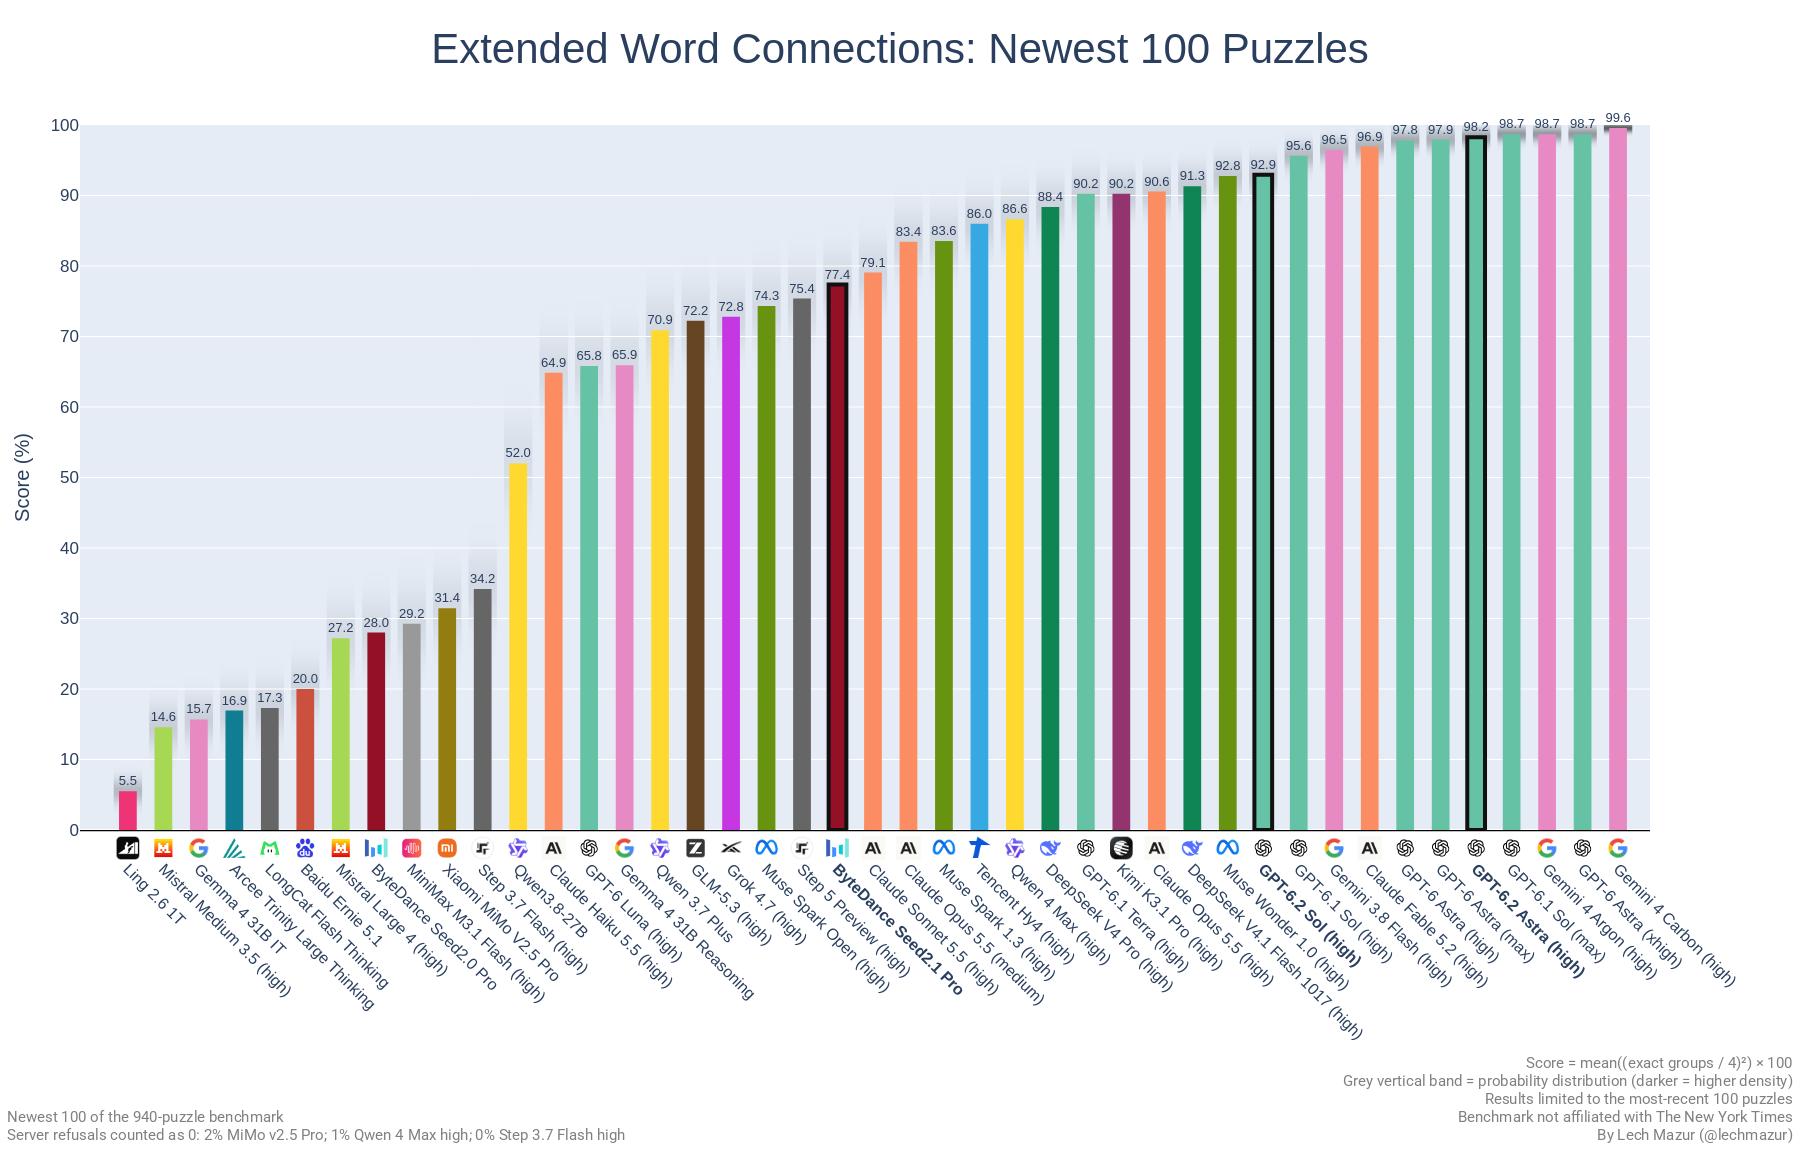 Extended Word Connections: Newest 100 Puzzles
Score (%)
100
90
80
70
60
50
40
30
20
10
0
5.5
14.6
15.7
16.9
17.3
20.0
27.2
28.0
29.2
31.4
34.2
52.0
64.9
65.8
65.9
70.9
72.2
72.8
74.3
75.4
77.4
79.1
83.4
83.6
86.0
86.6
88.4
90.2
90.2
90.6
91.3
92.8
92.9
95.6
96.5
96.9
97.8
97.9
98.2
98.7
98.7
98.7
99.6
Ling 2.6 1T
Mistral Medium 3.5 (high)
Gemma 4 31B IT
Arcee Trinity Large Thinking
LongCat Flash Thinking
Baidu Ernie 5.1
Mistral Large 4 (high)
ByteDance Seed2.0 Pro
MiniMax M3.1 Flash (high)
Xiaomi MiMo V2.5 Pro
Step 3.7 Flash (high)
Qwen3.8-27B
Claude Haiku 5.5 (high)
GPT-6 Luna (high)
Gemma 4 31B Reasoning
Qwen 3.7 Plus
GLM-5.3 (high)
Grok 4.7 (high)
Muse Spark Open (high)
Step 5 Preview (high)
ByteDance Seed2.1 Pro
Claude Sonnet 5.5 (high)
Claude Opus 5.5 (medium)
Muse Spark 1.3 (high)
Tencent Hy4 (high)
Qwen 4 Max (high)
DeepSeek V4 Pro (high)
GPT-6.1 Terra (high)
Kimi K3.1 Pro (high)
Claude Opus 5.5 (high)
DeepSeek V4.1 Flash 1017 (high)
Muse Wonder 1.0 (high)
GPT-6.2 Sol (high)
GPT-6.1 Sol (high)
Gemini 3.8 Flash (high)
Claude Fable 5.2 (high)
GPT-6 Astra (high)
GPT-6 Astra (max)
GPT-6.2 Astra (high)
GPT-6.1 Sol (max)
Gemini 4 Argon (high)
GPT-6 Astra (xhigh)
Gemini 4 Carbon (high)
Score = mean((exact groups / 4)²) × 100
Grey vertical band = probability distribution (darker = higher density)
Results limited to the most-recent 100 puzzles
Benchmark not affiliated with The New York Times
By Lech Mazur (@lechmazur)
Newest 100 of the 940-puzzle benchmark
Server refusals counted as 0: 2% MiMo v2.5 Pro; 1% Qwen 4 Max high; 0% Step 3.7 Flash high